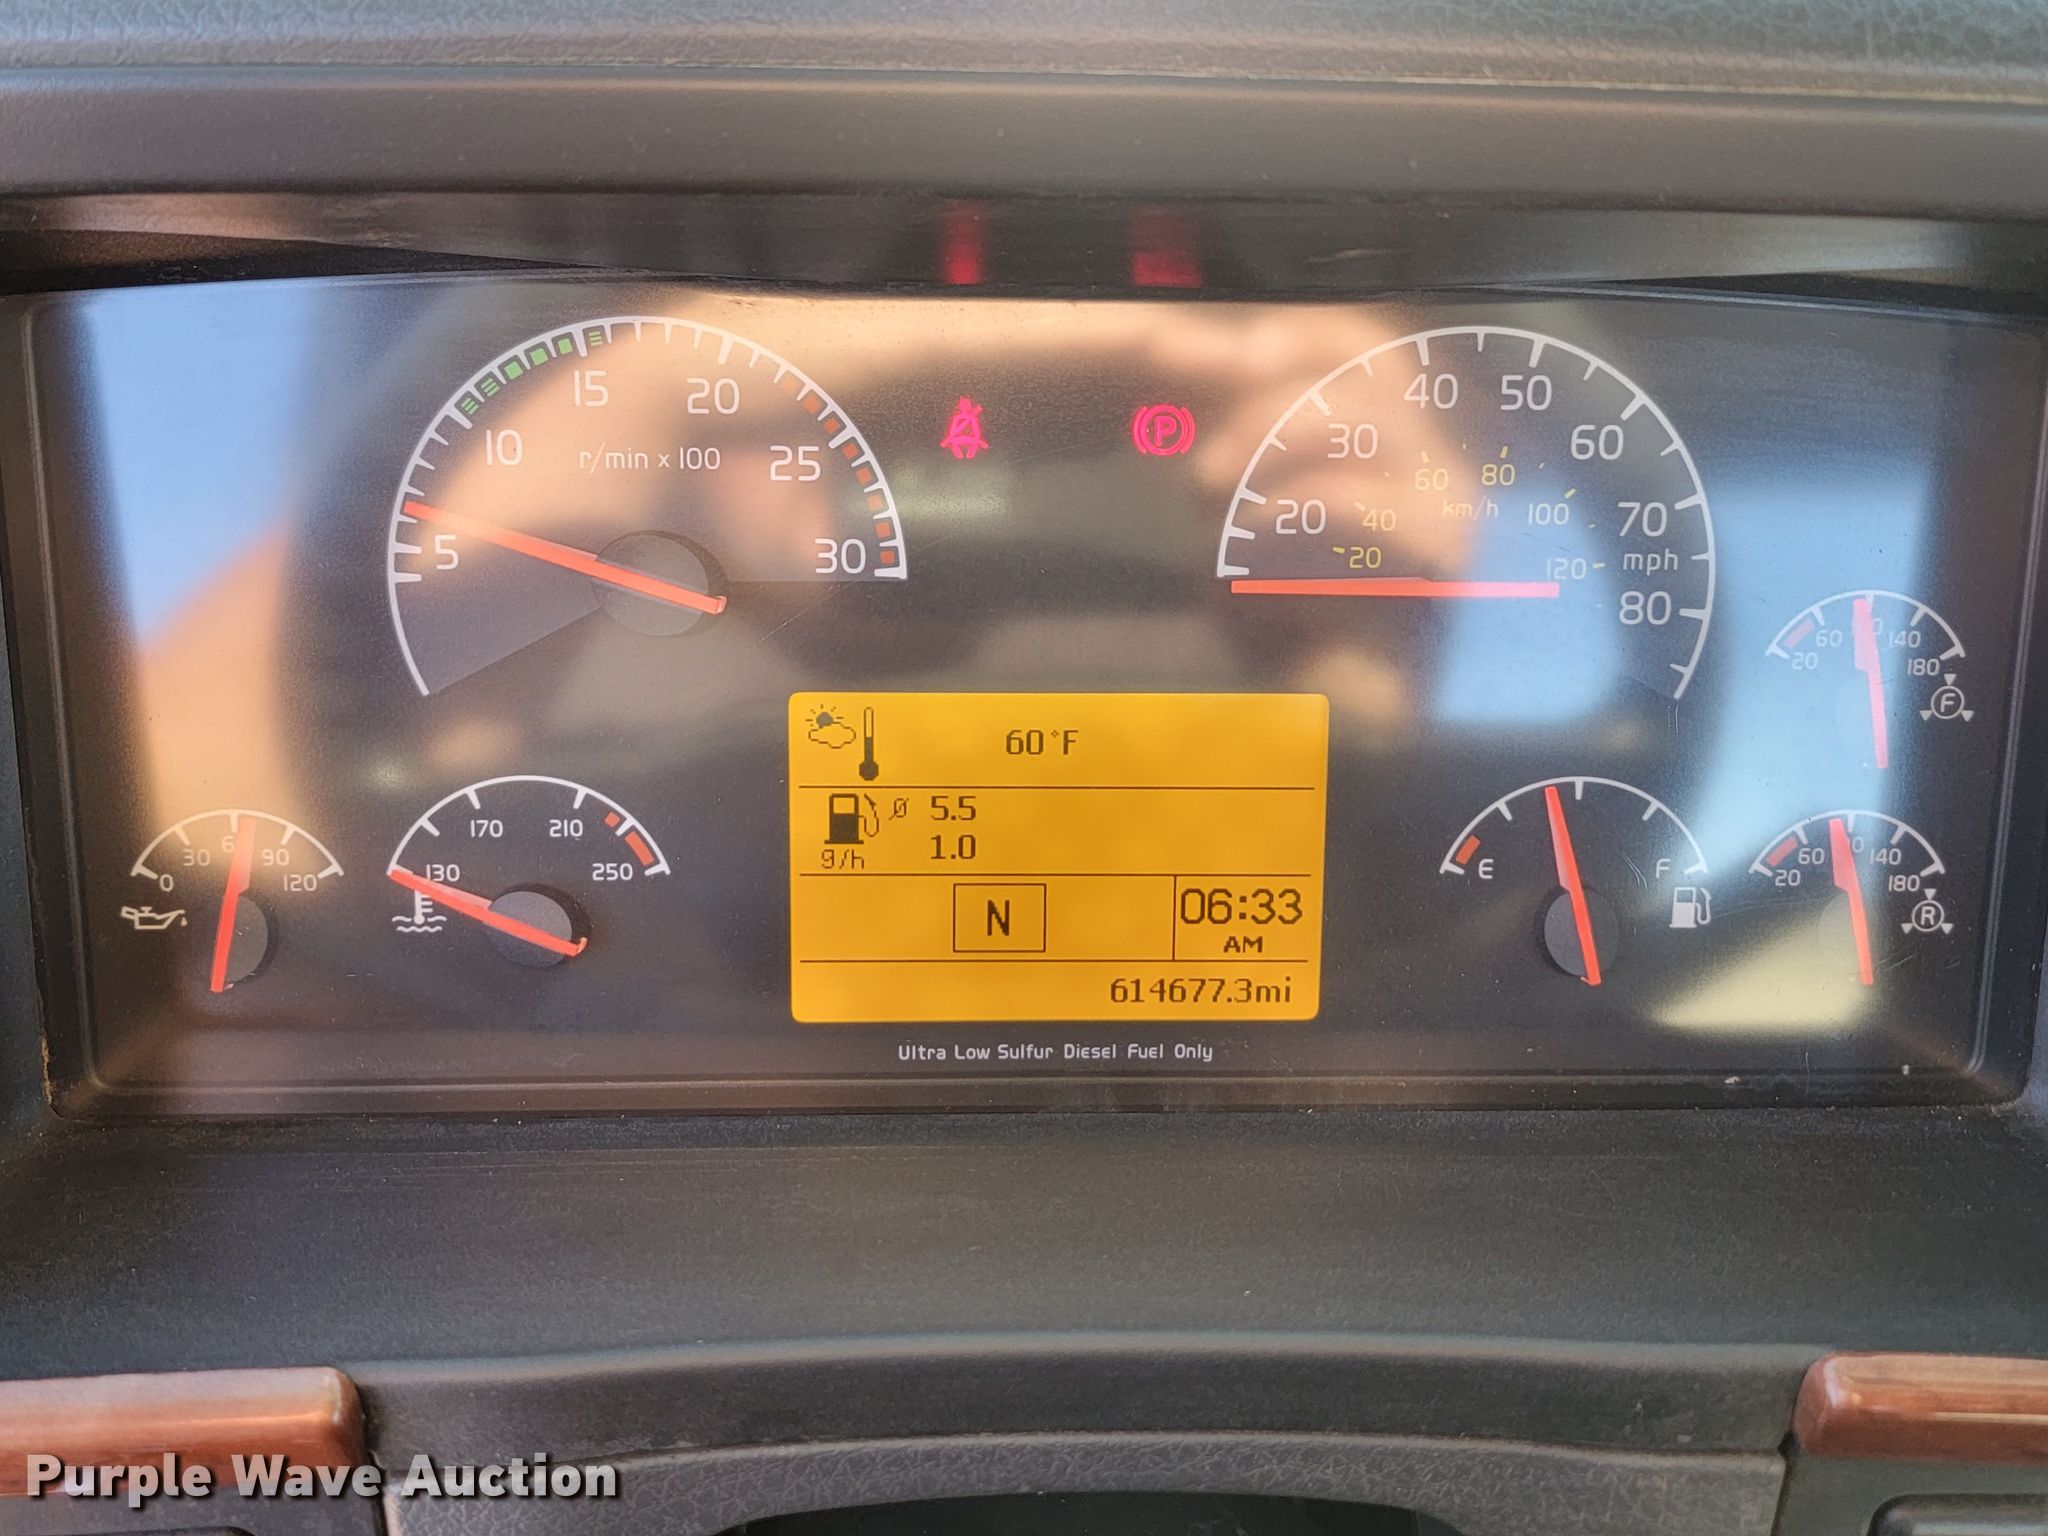 15
20
10
r/min x 100
25
5
30
40
50
30
60
60
80
km/h
20
40
100
70
20
120
mph
80
60
140
20
180
F
P
60°F
5.5
1.0
g/h
N
06:33
AM
614677.3mi
30
90
0
120
170
210
130
250
E
F
60
140
20
180
R
Ultra Low Sulfur Diesel Fuel Only
Purple Wave Auction